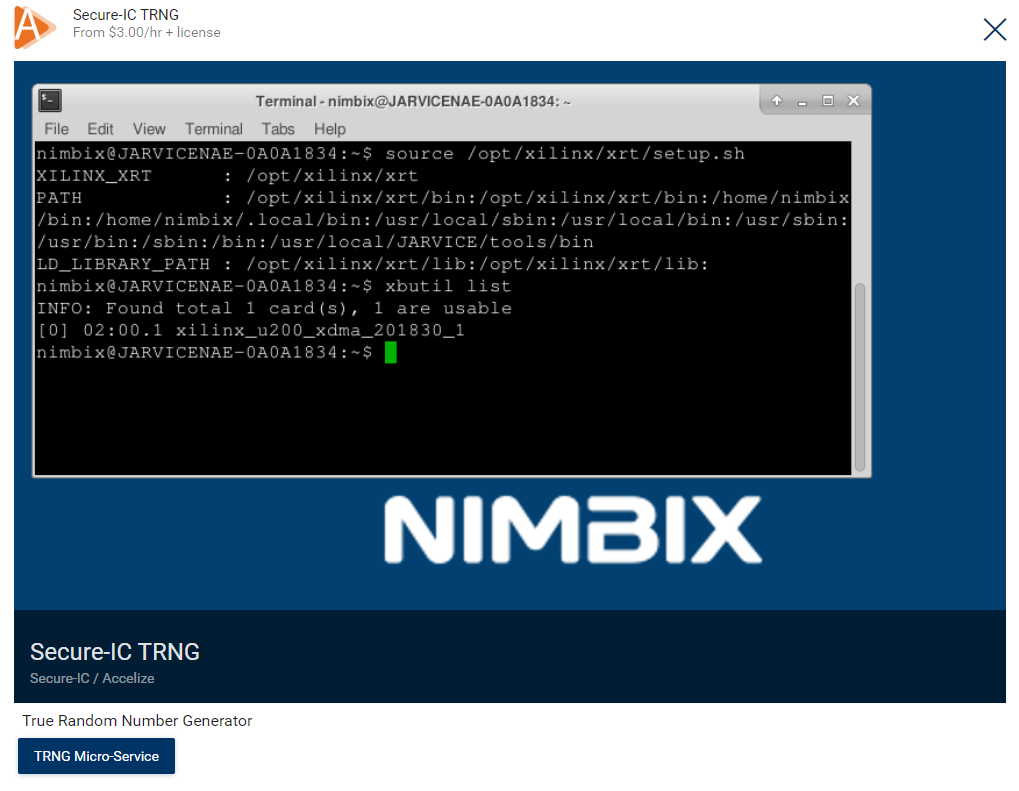 Secure-IC TRNG
From $3.00/hr + license
Terminal - nimbix@JARVICENAE-0A0A1834: ~
File Edit View Terminal Tabs Help
nimbix@JARVICENAE-0A0A1834:~$ source /opt/xilinx/xrt/setup.sh
XILINX_XRT : /opt/xilinx/xrt
PATH : /opt/xilinx/xrt/bin:/opt/xilinx/xrt/bin:/home/nimbix
/bin:/home/nimbix/.local/bin:/usr/local/sbin:/usr/local/bin:/usr/sbin:
/usr/bin:/sbin:/bin:/usr/local/JARVICE/tools/bin
LD_LIBRARY_PATH : /opt/xilinx/xrt/lib:/opt/xilinx/xrt/lib:
nimbix@JARVICENAE-0A0A1834:~$ xbutil list
INFO: Found total 1 card(s), 1 are usable
[0] 02:00.1 xilinx_u200_xdma_201830_1
nimbix@JARVICENAE-0A0A1834:~$
NIMBIX
Secure-IC TRNG
Secure-IC / Accelize
True Random Number Generator
TRNG Micro-Service